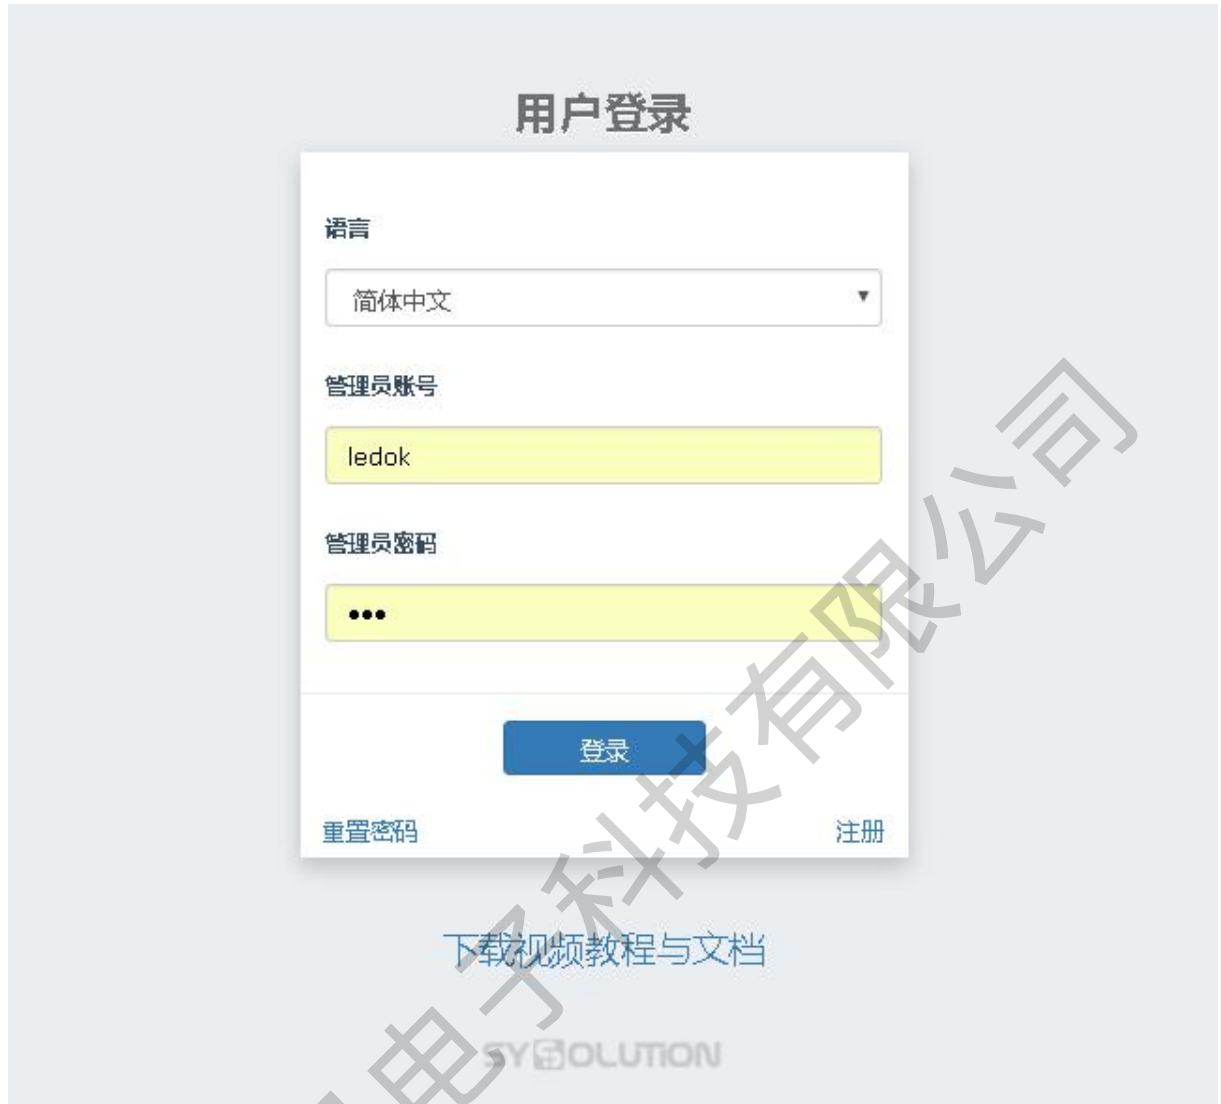 用户登录
语言
简体中文
管理员账号
ledok
管理员密码
•••
登录
重置密码
注册
下载视频教程与文档
SYSOLUTION
电子科技有限公司